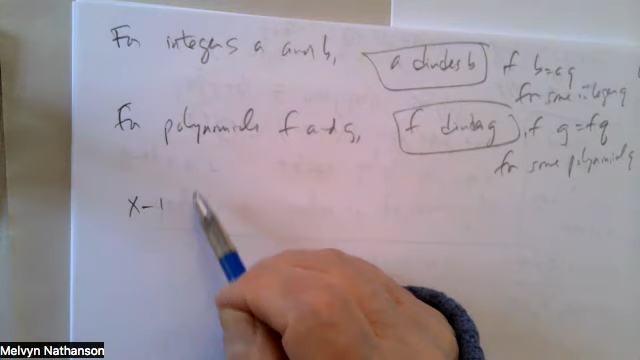 For integers a and b, a divides b if b=aq
for some integer q
For polynomials f and g, f divides g, if g=fq
for some polynomial q
x-1
Melvyn Nathanson